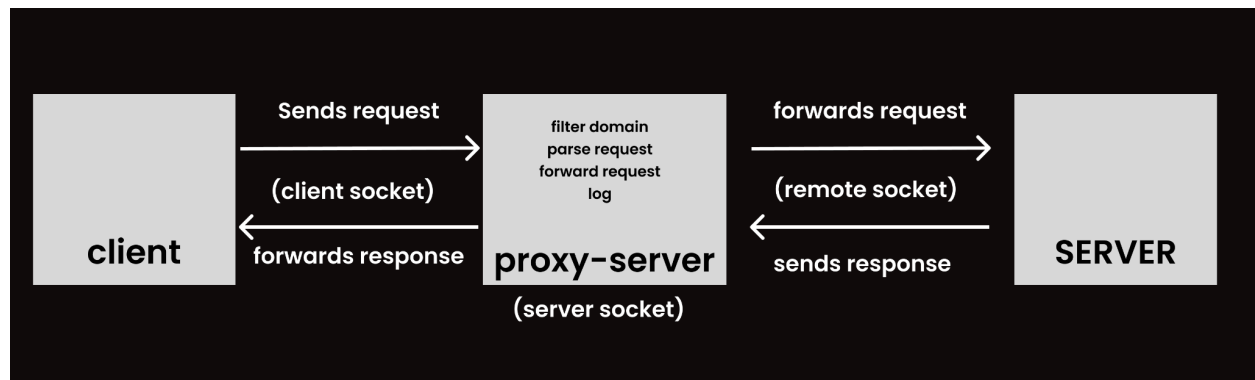 Sends request
(client socket)
forwards response
client
filter domain
parse request
forward request
log
proxy-server
(server socket)
forwards request
(remote socket)
sends response
SERVER